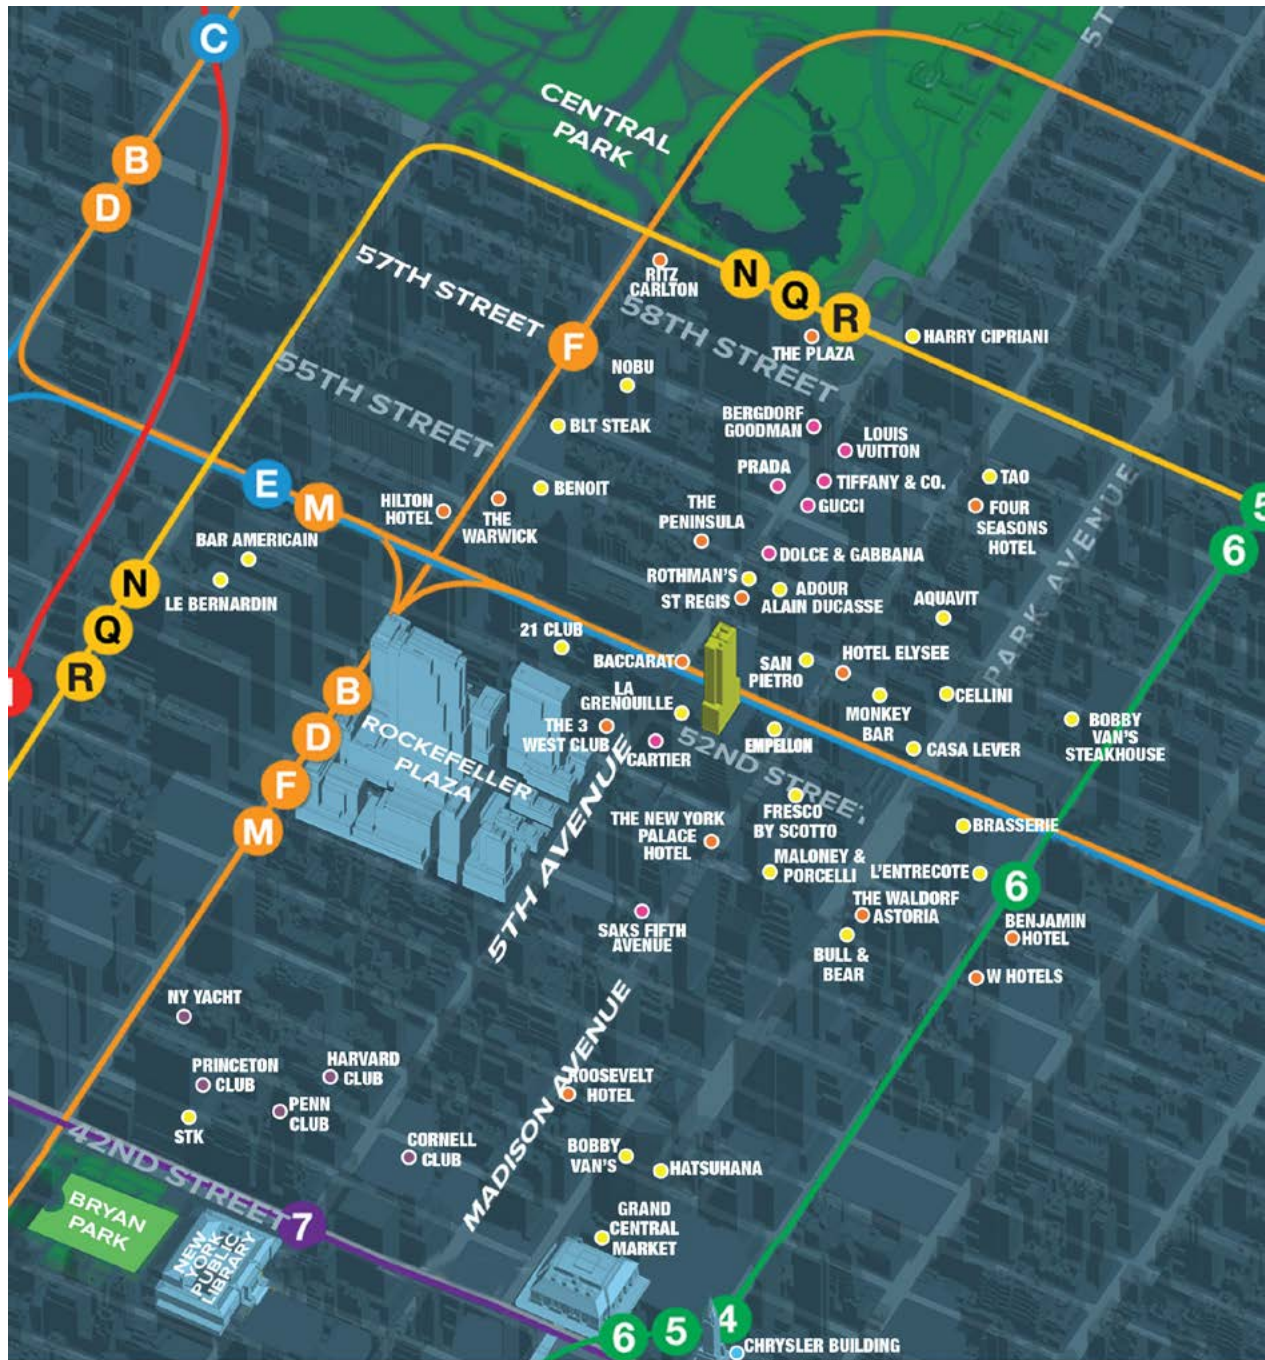 C
5T
B
D
CENTRAL
PARK
57TH STREET
RITZ
CARLTON
N
Q
R
58TH STREET
F
THE PLAZA
HARRY CIPRIANI
NOBU
55TH STREET
BLT STEAK
BERGDORF
GOODMAN
LOUIS
VUITTON
PRADA
TIFFANY & CO.
TAO
E
M
HILTON
HOTEL
THE
WARWICK
BENOIT
THE
PENINSULA
GUCCI
FOUR
SEASONS
HOTEL
5
6
PARK AVENUE
BAR AMERICAIN
LE BERNARDIN
DOLCE & GABBANA
ROTHMAN'S
ST REGIS
ADOUR
ALAIN DUCASSE
AQUAVIT
N
Q
R
1
21 CLUB
BACCARAT
SAN
PIETRO
HOTEL ELYSEE
LA
GRENOUILLE
MONKEY
BAR
CELLINI
BOBBY
VAN'S
STEAKHOUSE
B
D
F
M
ROCKEFELLER
PLAZA
THE 3
WEST CLUB
CARTIER
EMPELLON
CASA LEVER
52ND STREET
5TH AVENUE
FRESCO
BY SCOTTO
BRASSERIE
THE NEW YORK
PALACE
HOTEL
MALONEY &
PORCELLI
L'ENTRECOTE
6
THE WALDORF
ASTORIA
BENJAMIN
HOTEL
SAKS FIFTH
AVENUE
BULL &
BEAR
W HOTELS
NY YACHT
MADISON AVENUE
PRINCETON
CLUB
HARVARD
CLUB
PENN
CLUB
STK
ROOSEVELT
HOTEL
CORNELL
CLUB
BOBBY
VAN'S
HATSUHANA
42ND STREET
7
BRYAN
PARK
NEW
YORK
PUBLIC
LIBRARY
GRAND
CENTRAL
MARKET
6
5
4
CHRYSLER BUILDING